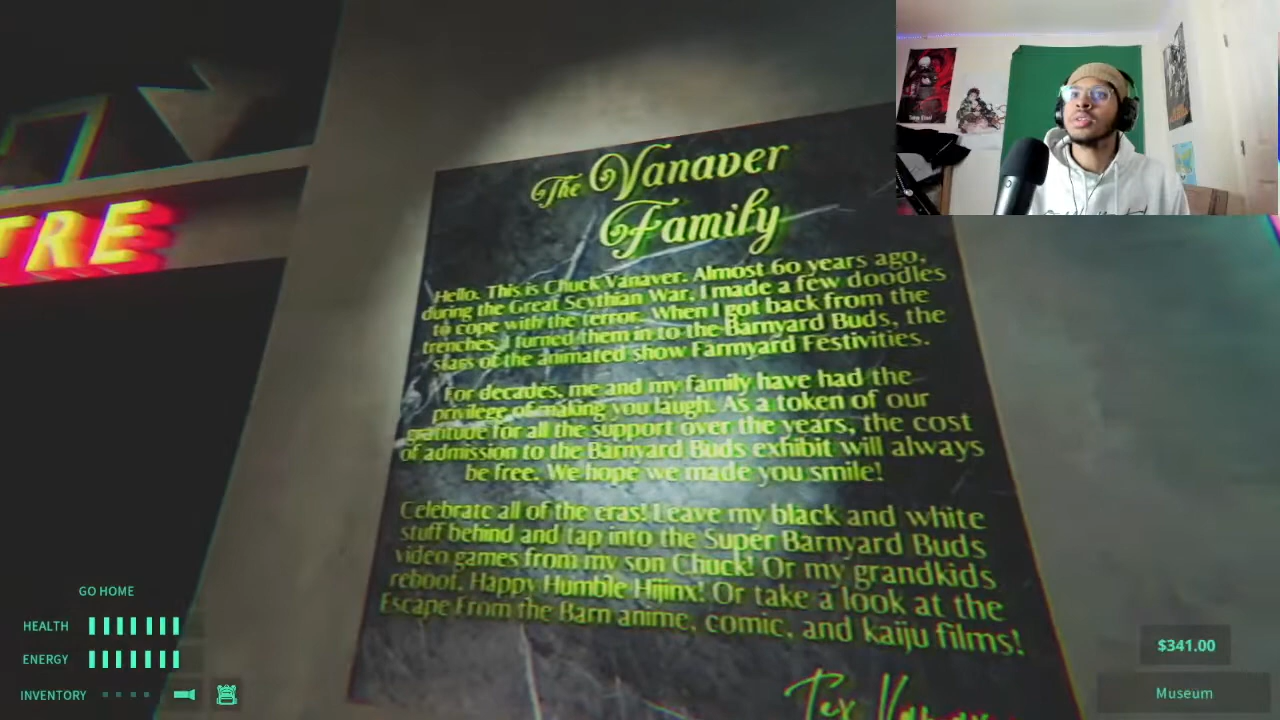 TRE
The Vanaver
Family
Hello. This is Chuck Vanaver. Almost 60 years ago,
during the Great Scythian War, I made a few doodles
to cope with the terror. When I got back from the
trenches, I turned them in to the Barnyard Buds, the
stars of the animated show Farmyard Festivities.
For decades, me and my family have had the
privilege of making you laugh. As a token of our
gratitude for all the support over the years, the cost
of admission to the Barnyard Buds exhibit will always
be free. We hope we made you smile!
Celebrate all of the eras! Leave my black and white
stuff behind and tap into the Super Barnyard Buds
video games from my son Chuck! Or my grandkids
reboot, Happy Humble Hijinx! Or take a look at the
Escape From the Barn anime, comic, and kaiju films!
Tex
GO HOME
HEALTH
ENERGY
INVENTORY
$341.00
Museum